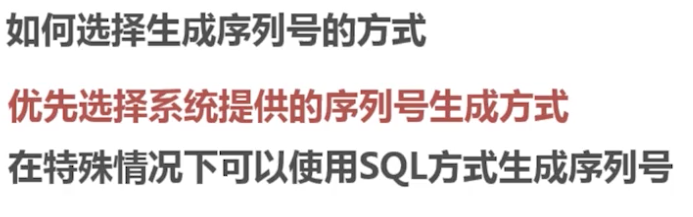 如何选择生成序列号的方式
优先选择系统提供的序列号生成方式
在特殊情况下可以使用SQL方式生成序列号